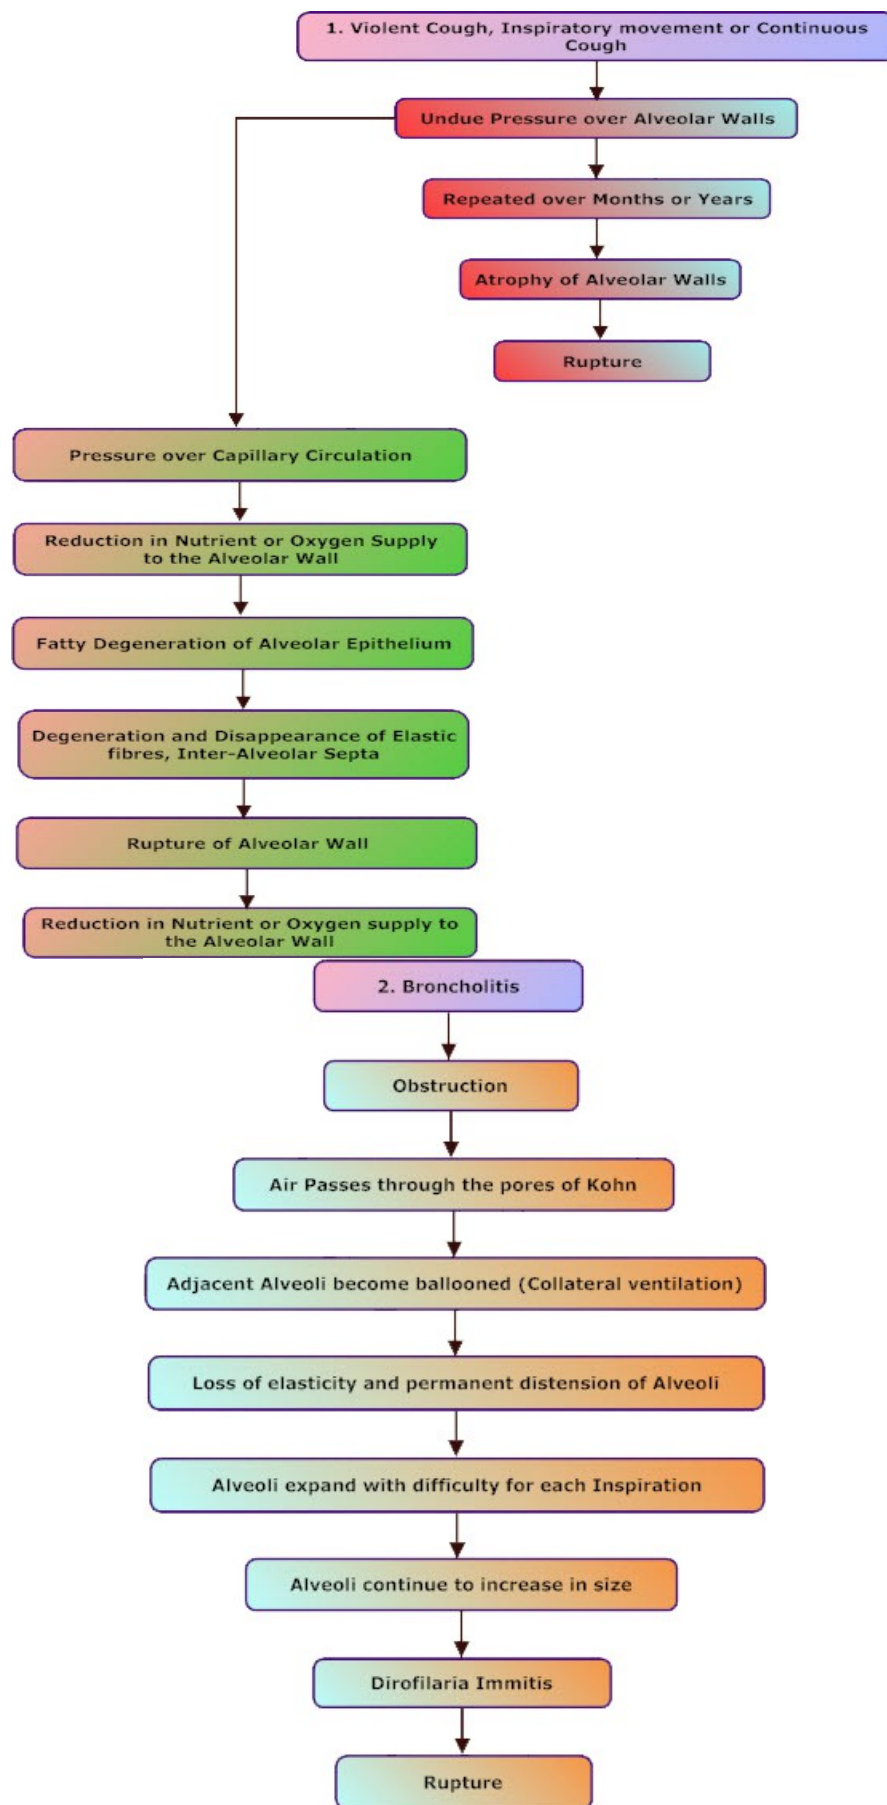 1. Violent Cough, Inspiratory movement or Continuous
Cough
Undue Pressure over Alveolar Walls
Repeated over Months or Years
Atrophy of Alveolar Walls
Rupture
Pressure over Capillary Circulation
Reduction in Nutrient or Oxygen Supply
to the Alveolar Wall
Fatty Degeneration of Alveolar Epithelium
Degeneration and Disappearance of Elastic
fibres, Inter-Alveolar Septa
Rupture of Alveolar Wall
Reduction in Nutrient or Oxygen supply to
the Alveolar Wall
2. Broncholitis
Obstruction
Air Passes through the pores of Kohn
Adjacent Alveoli become ballooned (Collateral ventilation)
Loss of elasticity and permanent distension of Alveoli
Alveoli expand with difficulty for each Inspiration
Alveoli continue to increase in size
Dirofilaria Immitis
Rupture